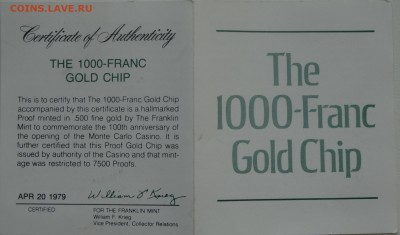 COINS.LAVE.RU
Certificate of Authenticity
THE 1000-FRANC
GOLD CHIP
This is to certify that The 1000-Franc Gold Chip
accompanied by this certificate is a hallmarked
Proof minted in .500 fine gold by The Franklin
Mint to commemorate the 100th anniversary of
the opening of the Monte Carlo Casino. It is
further certified that this Proof Gold Chip was
issued by authority of the Casino and that mint-
age was restricted to 7500 Proofs.
APR 20 1979
William F. Krieg
CERTIFIED
FOR THE FRANKLIN MINT
William F. Krieg
Vice President, Collector Relations
The
1000-Franc
Gold Chip